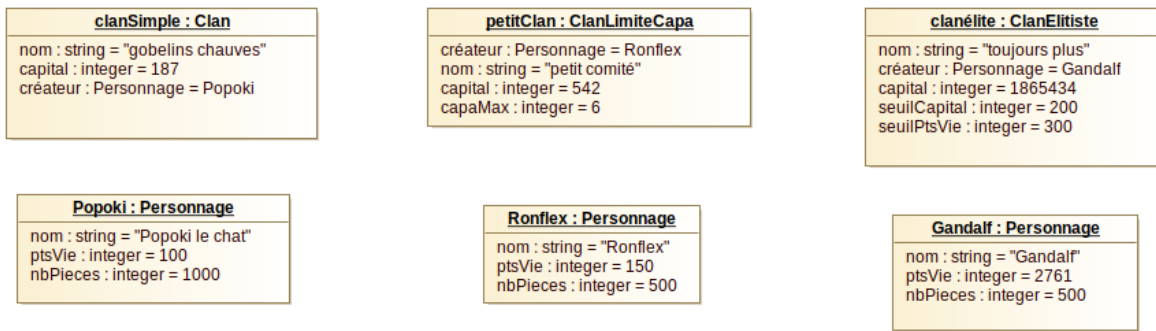 clanSimple : Clan
nom : string = "gobelins chauves"
capital : integer = 187
créateur : Personnage = Popoki
petitClan : ClanLimiteCapa
créateur : Personnage = Ronflex
nom : string = "petit comité"
capital : integer = 542
capaMax : integer = 6
clanélite : ClanElitiste
nom : string = "toujours plus"
créateur : Personnage = Gandalf
capital : integer = 1865434
seuilCapital : integer = 200
seuilPtsVie : integer = 300
Popoki : Personnage
nom : string = "Popoki le chat"
ptsVie : integer = 100
nbPieces : integer = 1000
Ronflex : Personnage
nom : string = "Ronflex"
ptsVie : integer = 150
nbPieces : integer = 500
Gandalf : Personnage
nom : string = "Gandalf"
ptsVie : integer = 2761
nbPieces : integer = 500